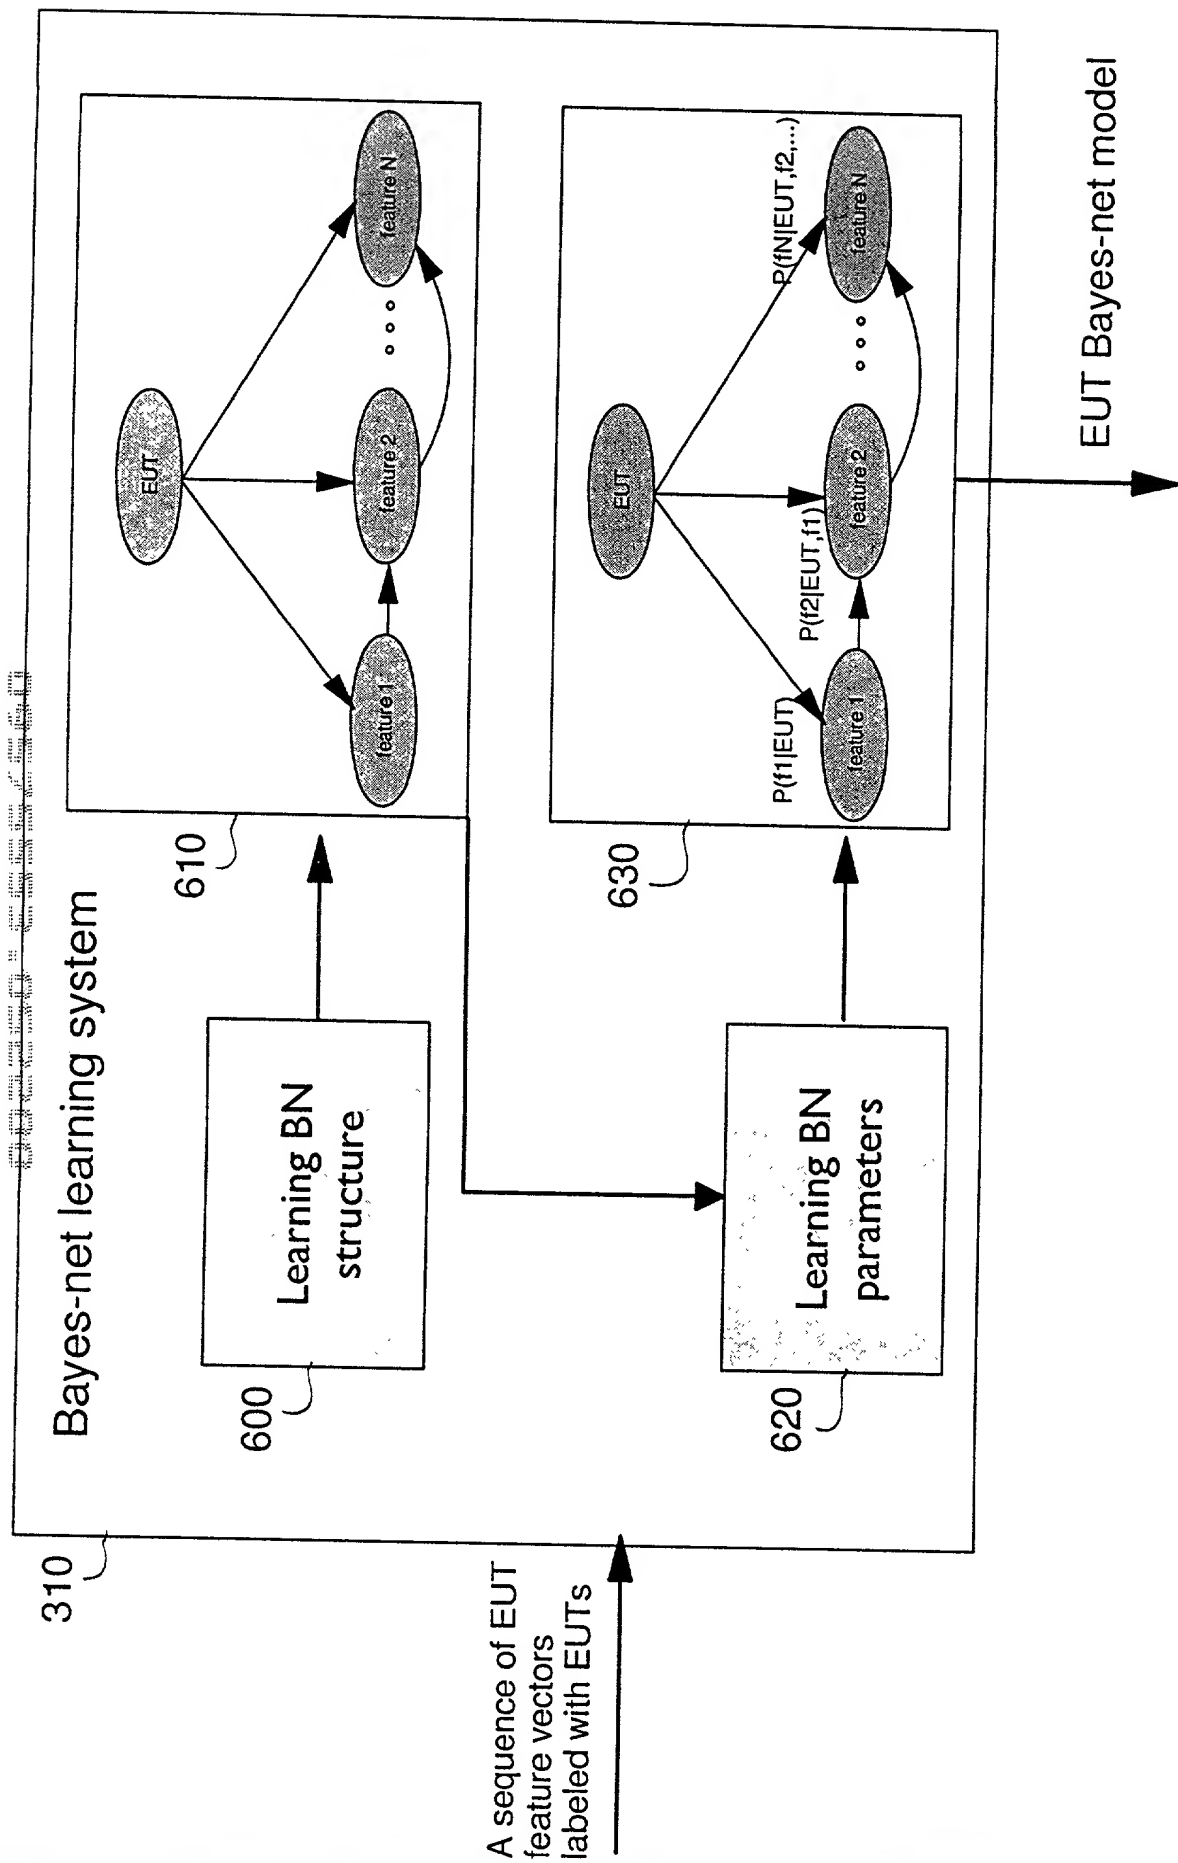 310
Bayes-net learning system
600
Learning BN
structure
610
EUT
feature 1
feature 2
feature N
A sequence of EUT
feature vectors
labeled with EUTs
620
Learning BN
parameters
630
EUT
P(f1|EUT)
P(f2|EUT,f1)
P(fN|EUT,f2,...)
feature 1
feature 2
feature N
EUT Bayes-net model